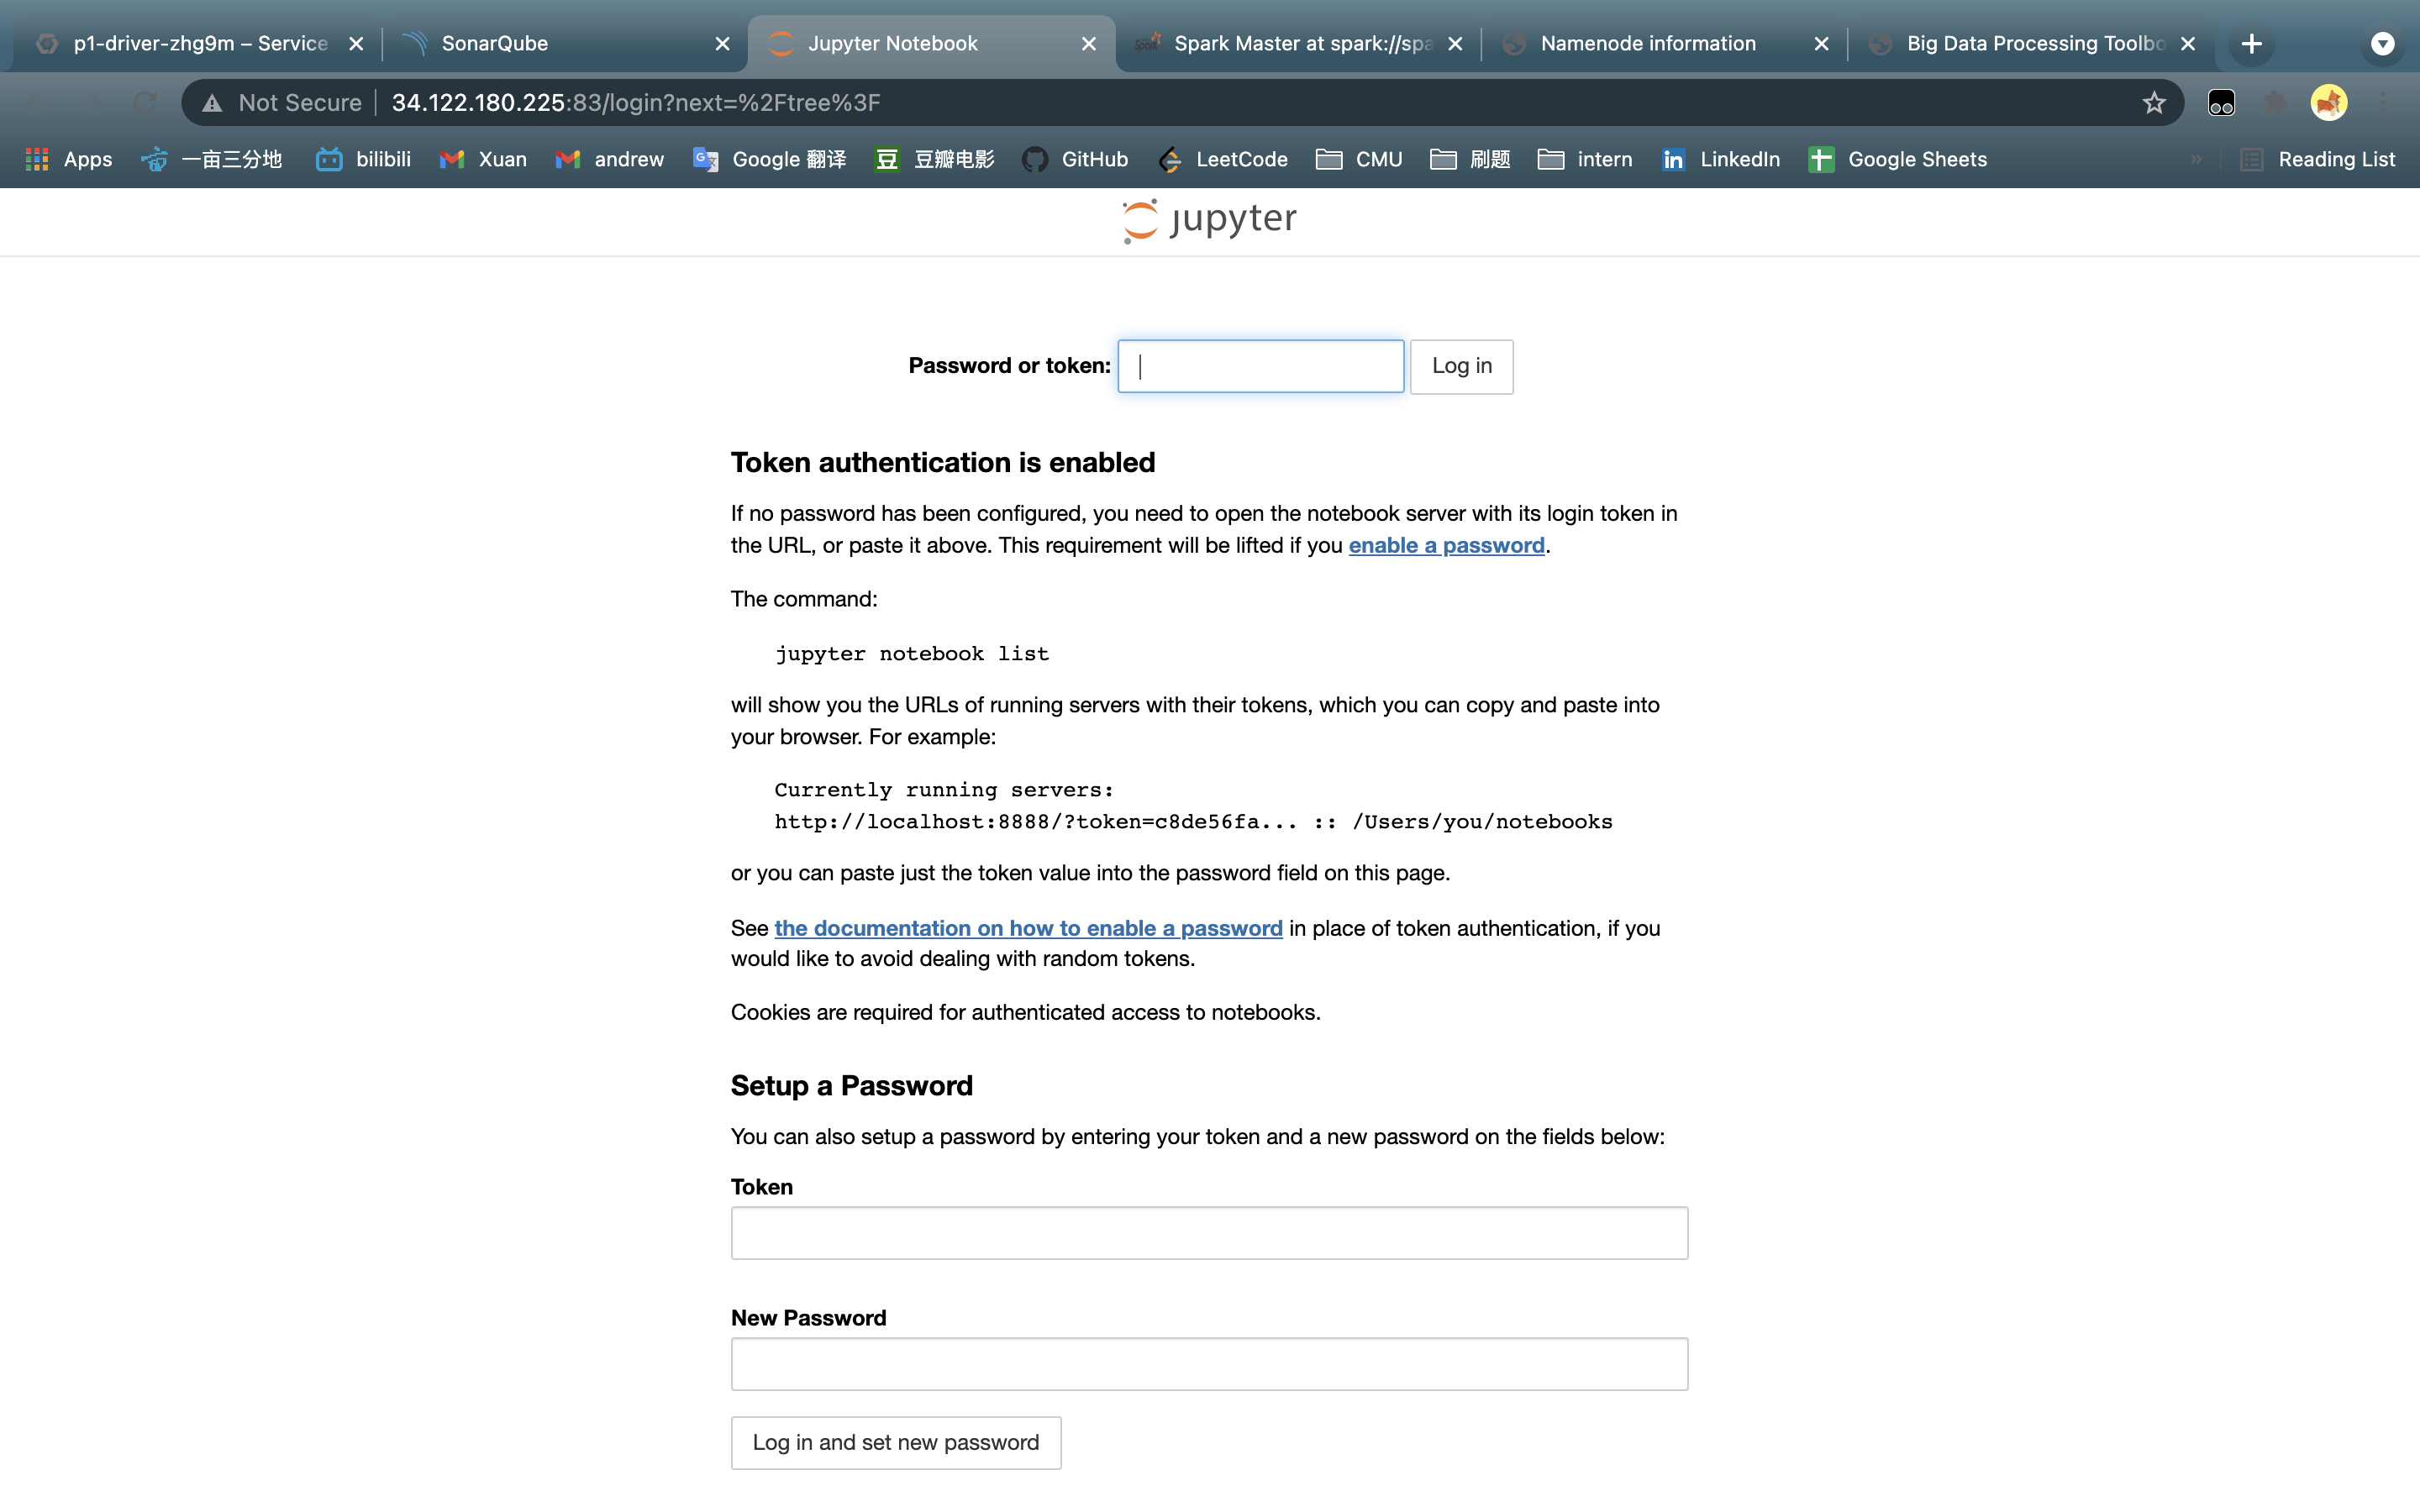 p1-driver-zhg9m – Service
SonarQube
Jupyter Notebook
Spark Master at spark://spa
Namenode information
Big Data Processing Toolbo
Not Secure
34.122.180.225:83/login?next=%2Ftree%3F
Apps
一亩三分地
bilibili
Xuan
andrew
Google 翻译
豆瓣电影
GitHub
LeetCode
CMU
刷题
intern
LinkedIn
Google Sheets
»
Reading List
jupyter
Password or token:
Log in
Token authentication is enabled
If no password has been configured, you need to open the notebook server with its login token in
the URL, or paste it above. This requirement will be lifted if you enable a password.
The command:
jupyter notebook list
will show you the URLs of running servers with their tokens, which you can copy and paste into
your browser. For example:
Currently running servers:
http://localhost:8888/?token=c8de56fa... :: /Users/you/notebooks
or you can paste just the token value into the password field on this page.
See the documentation on how to enable a password in place of token authentication, if you
would like to avoid dealing with random tokens.
Cookies are required for authenticated access to notebooks.
Setup a Password
You can also setup a password by entering your token and a new password on the fields below:
Token
New Password
Log in and set new password